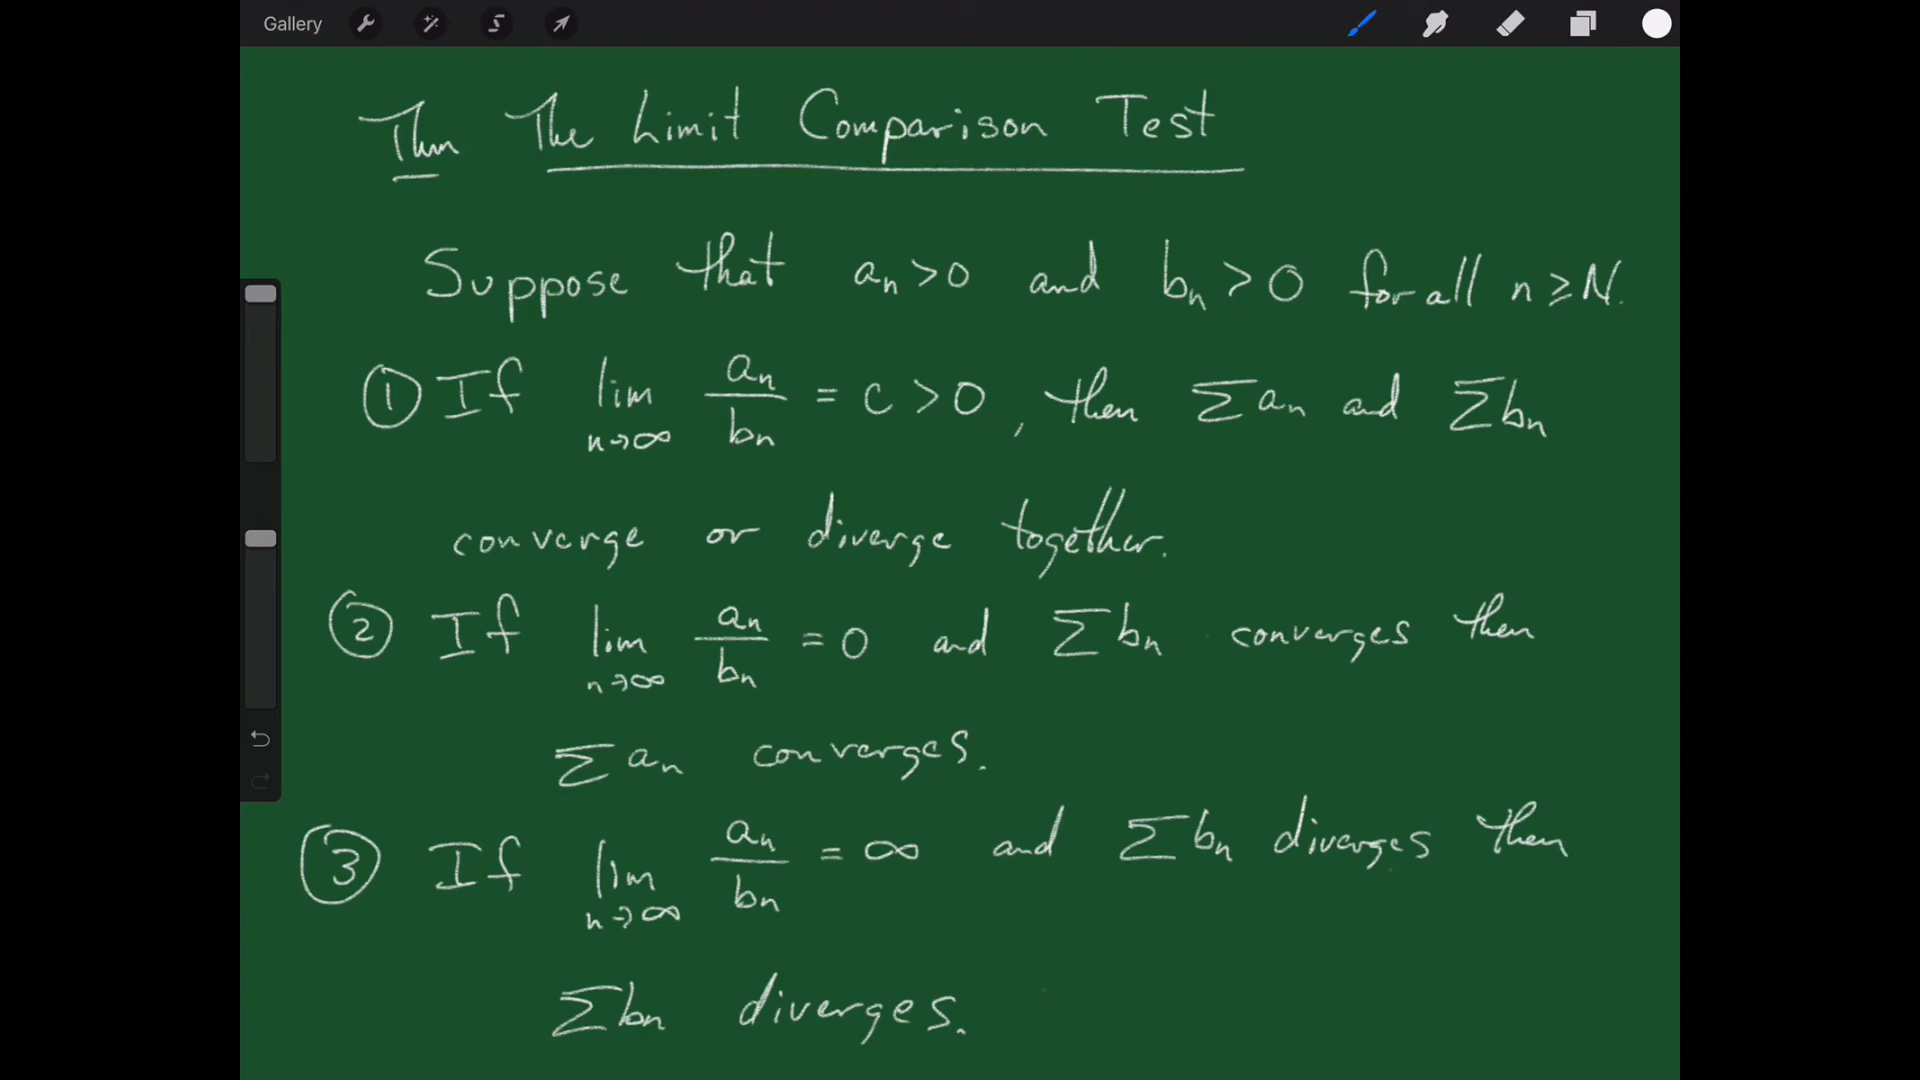 Gallery
Thm The Limit Comparison Test
Suppose that an > 0 and bn > 0 for all n ≥ N.
① If lim n→∞ an/bn = c > 0, then Σan and Σbn
converge or diverge together.
② If lim n→∞ an/bn = 0 and Σbn converges then
Σan converges.
③ If lim n→∞ an/bn = ∞ and Σbn diverges then
Σbn diverges.